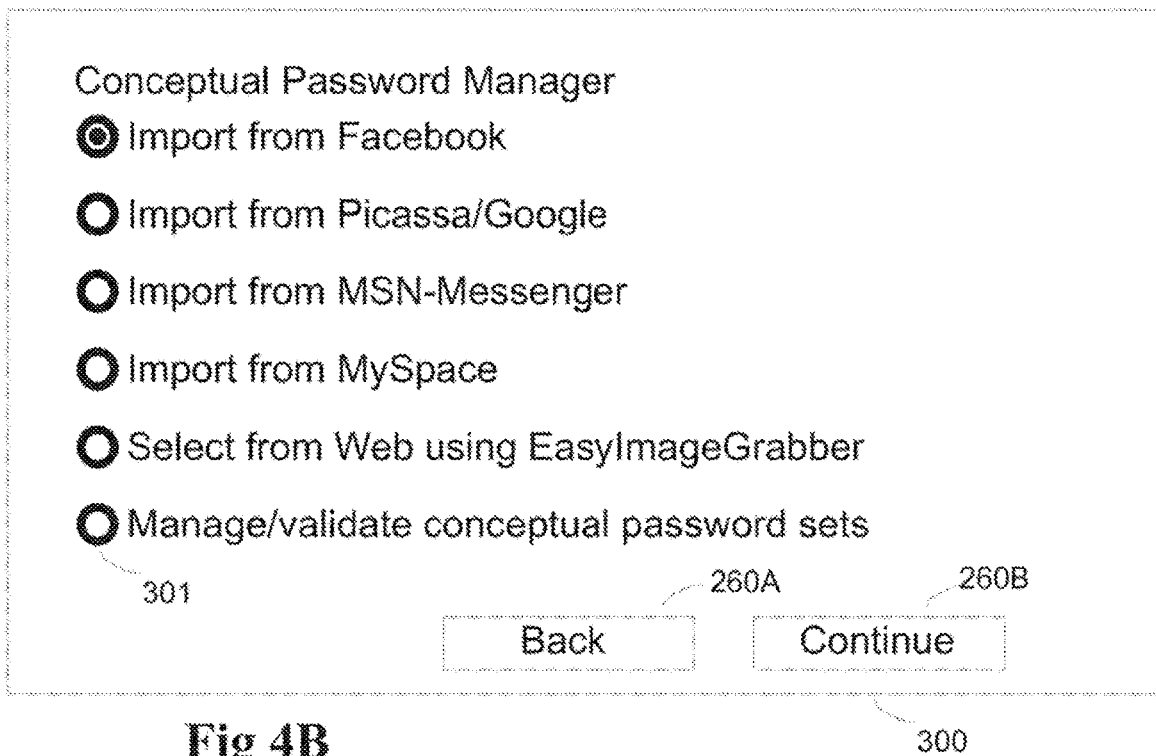 Conceptual Password Manager
Import from Facebook
Import from Picassa/Google
Import from MSN-Messenger
Import from MySpace
Select from Web using EasyImageGrabber
Manage/validate conceptual password sets
301
260A
260B
Back
Continue
Fig 4B
300